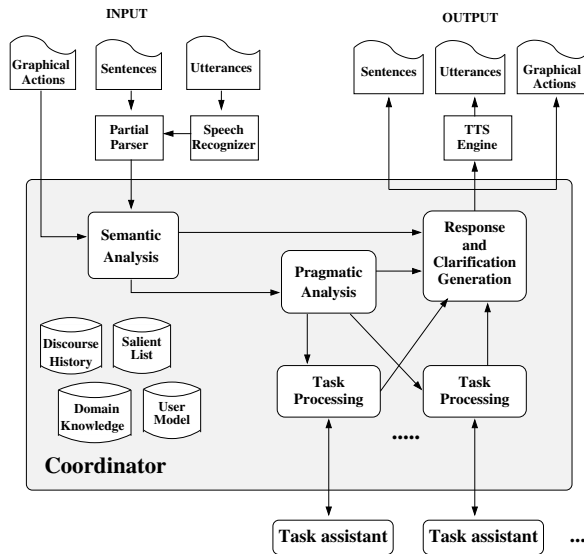 INPUT
OUTPUT
Graphical
Actions
Sentences
Utterances
Sentences
Utterances
Graphical
Actions
Partial
Parser
Speech
Recognizer
TTS
Engine
Semantic
Analysis
Pragmatic
Analysis
Response
and
Clarification
Generation
Discourse
History
Salient
List
Domain
Knowledge
User
Model
Task
Processing
Task
Processing
.....
Coordinator
Task assistant
Task assistant
...